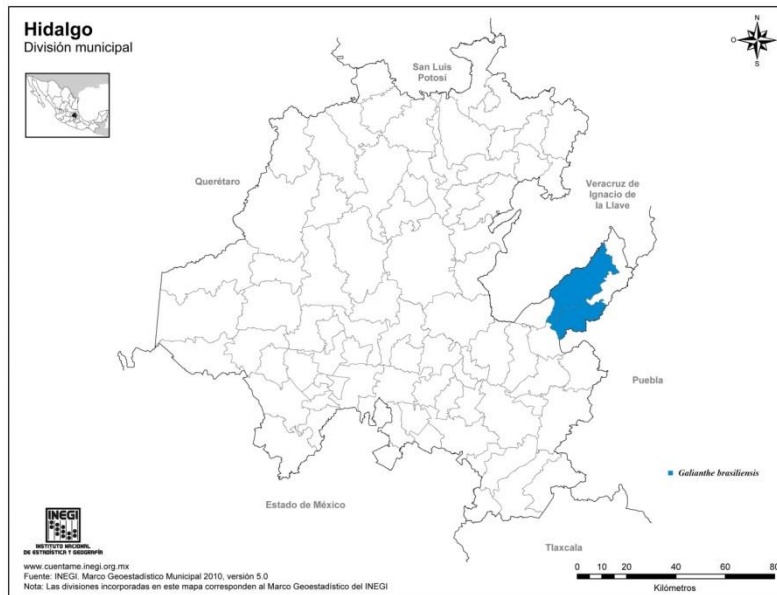 Hidalgo
División municipal
N
O
E
S
San Luis
Potosí
Querétaro
Veracruz de
Ignacio de
la Llave
Puebla
Galianthe brasiliensis
Estado de México
Tlaxcala
INEGI
INSTITUTO NACIONAL
DE ESTADÍSTICA Y GEOGRAFÍA
www.cuentame.inegi.org.mx
Fuente: INEGI. Marco Geoestadístico Municipal 2010, versión 5.0
Nota: Las divisiones incorporadas en este mapa corresponden al Marco Geoestadístico del INEGI
0 20 40 60 80
Kilómetros